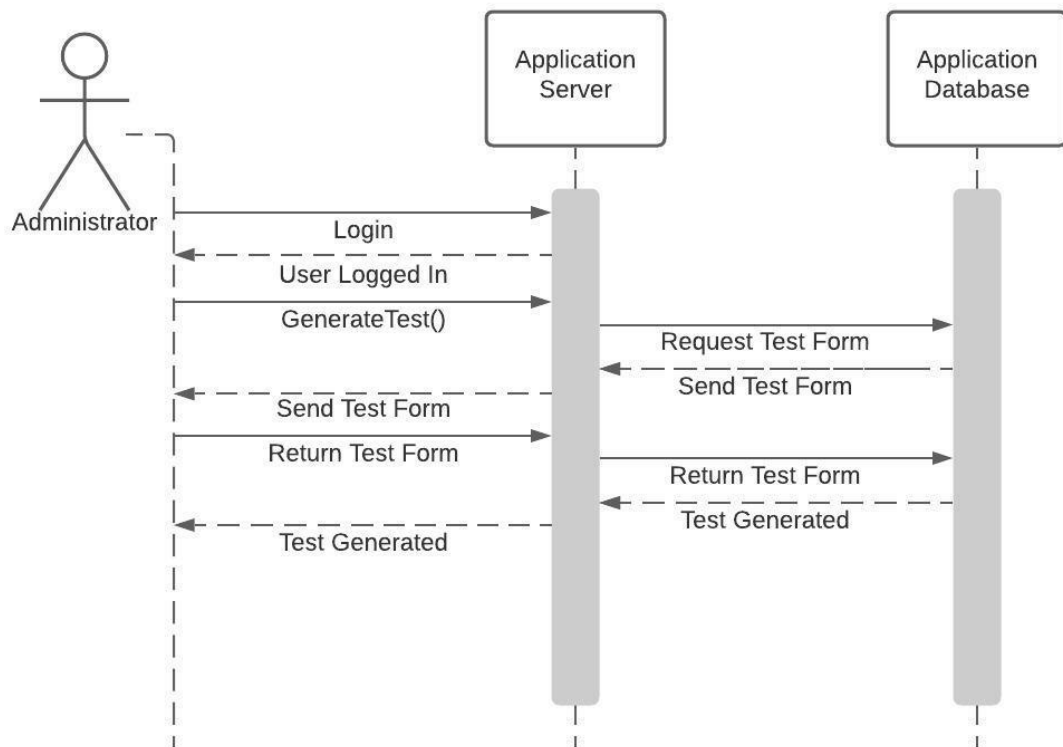 Application
Server
Application
Database
Administrator
Login
User Logged In
GenerateTest()
Request Test Form
Send Test Form
Send Test Form
Return Test Form
Return Test Form
Test Generated
Test Generated